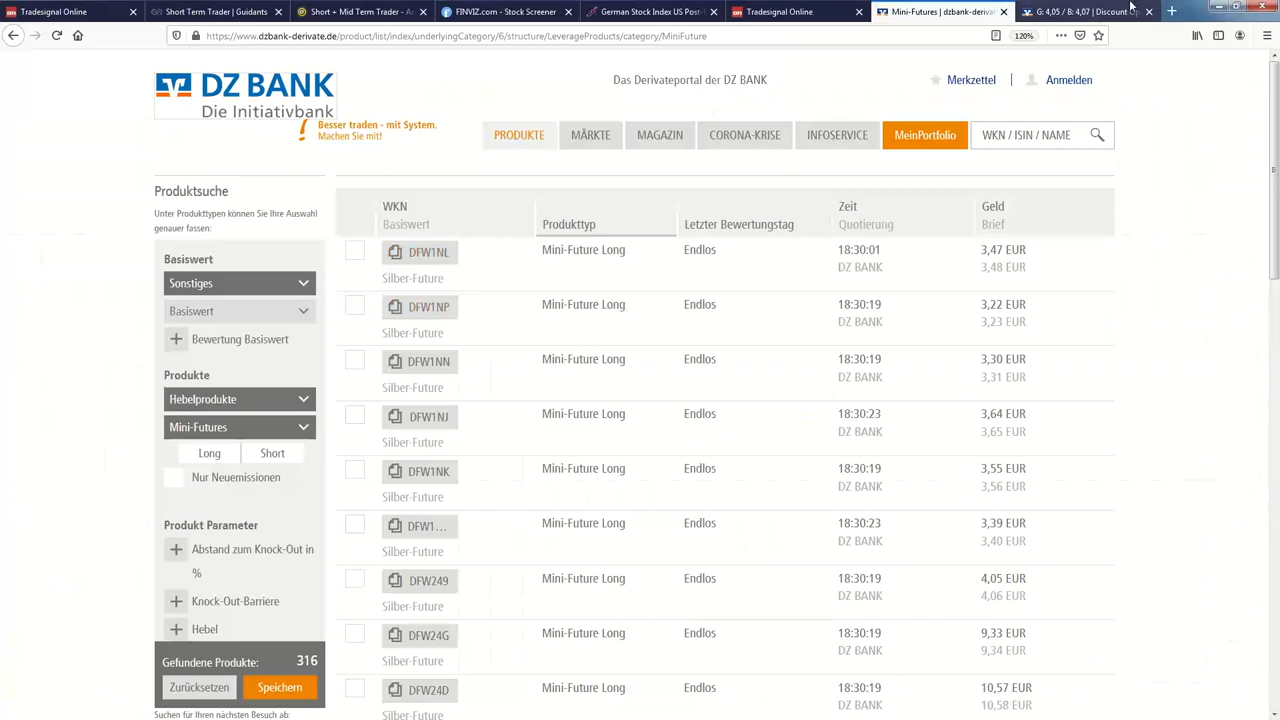 Tradesignal Online
Short Term Trader | Guidants
Short + Mid Term Trader - A
FINVIZ.com - Stock Screener
German Stock Index US Post-
Tradesignal Online
Mini-Futures | dzbank-derivat
G: 4,05 / B: 4,07 | Discount
https://www.dzbank-derivate.de/product/list/index/underlyingCategory/6/structure/LeverageProducts/category/MiniFuture
120%
DZ BANK
Die Initiativbank
Das Derivateportal der DZ BANK
Merkzettel
Anmelden
Besser traden - mit System.
Machen Sie mit!
PRODUKTE
MÄRKTE
MAGAZIN
CORONA-KRISE
INFOSERVICE
MeinPortfolio
WKN / ISIN / NAME
Produktsuche
Unter Produkttypen können Sie Ihre Auswahl
genauer fassen:
Basiswert
Sonstiges
Basiswert
Bewertung Basiswert
Produkte
Hebelprodukte
Mini-Futures
Long
Short
Nur Neuemissionen
Produkt Parameter
Abstand zum Knock-Out in
%
Knock-Out-Barriere
Hebel
Gefundene Produkte: 316
Zurücksetzen
Speichern
Suchen für Ihren nächsten Besuch ab:
WKN
Basiswert
Produkttyp
Letzter Bewertungstag
Zeit
Quotierung
Geld
Brief
DFW1NL Mini-Future Long Endlos 18:30:01 3,47 EUR
Silber-Future DZ BANK 3,48 EUR
DFW1NP Mini-Future Long Endlos 18:30:19 3,22 EUR
Silber-Future DZ BANK 3,23 EUR
DFW1NN Mini-Future Long Endlos 18:30:19 3,30 EUR
Silber-Future DZ BANK 3,31 EUR
DFW1NJ Mini-Future Long Endlos 18:30:23 3,64 EUR
Silber-Future DZ BANK 3,65 EUR
DFW1NK Mini-Future Long Endlos 18:30:19 3,55 EUR
Silber-Future DZ BANK 3,56 EUR
DFW1... Mini-Future Long Endlos 18:30:23 3,39 EUR
Silber-Future DZ BANK 3,40 EUR
DFW249 Mini-Future Long Endlos 18:30:19 4,05 EUR
Silber-Future DZ BANK 4,06 EUR
DFW24G Mini-Future Long Endlos 18:30:19 9,33 EUR
Silber-Future DZ BANK 9,34 EUR
DFW24D Mini-Future Long Endlos 18:30:19 10,57 EUR
Silber-Future DZ BANK 10,58 EUR